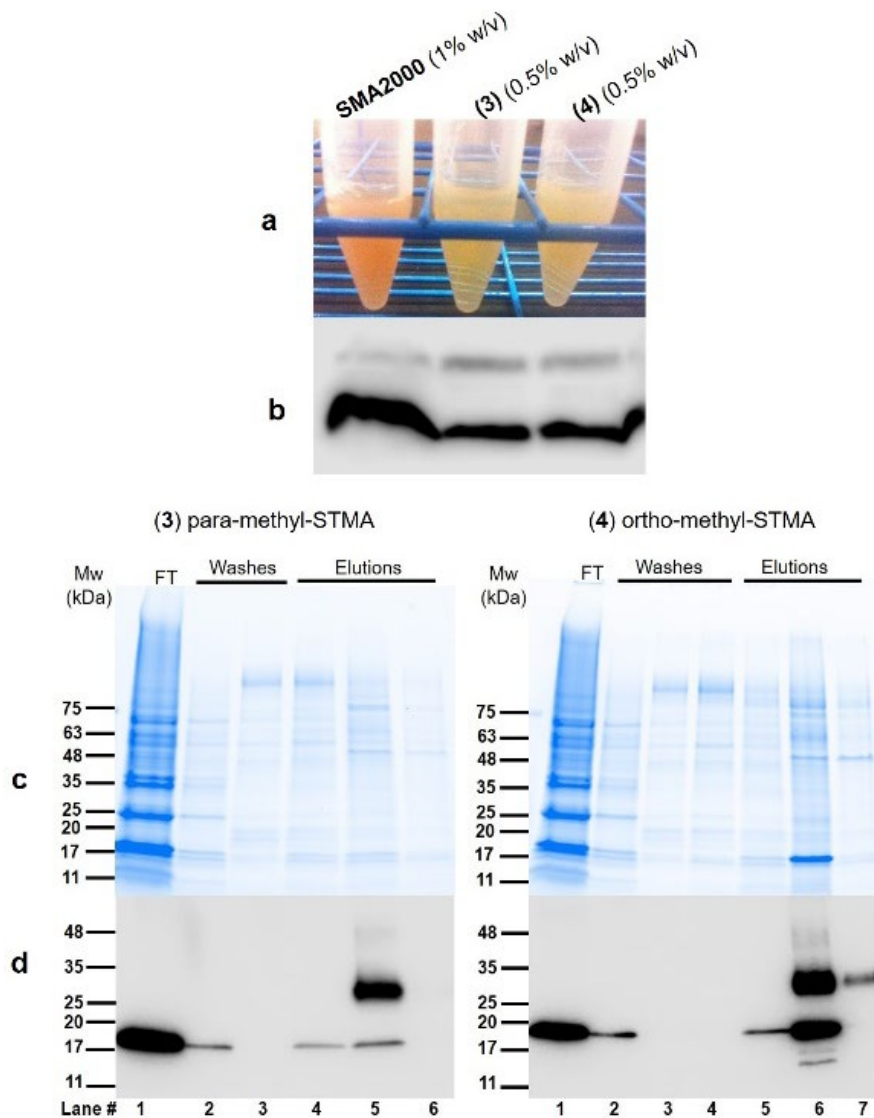 SMA2000 (1% w/v)
(3) (0.5% w/v)
(4) (0.5% w/v)
a
b
(3) para-methyl-STMA
(4) ortho-methyl-STMA
Mw
(kDa)
FT
Washes
Elutions
Mw
(kDa)
FT
Washes
Elutions
c
75
63
48
35
25
20
17
11
75
63
48
35
25
20
17
11
d
48
35
25
20
17
11
48
35
25
20
17
11
Lane # 1 2 3 4 5 6
1 2 3 4 5 6 7